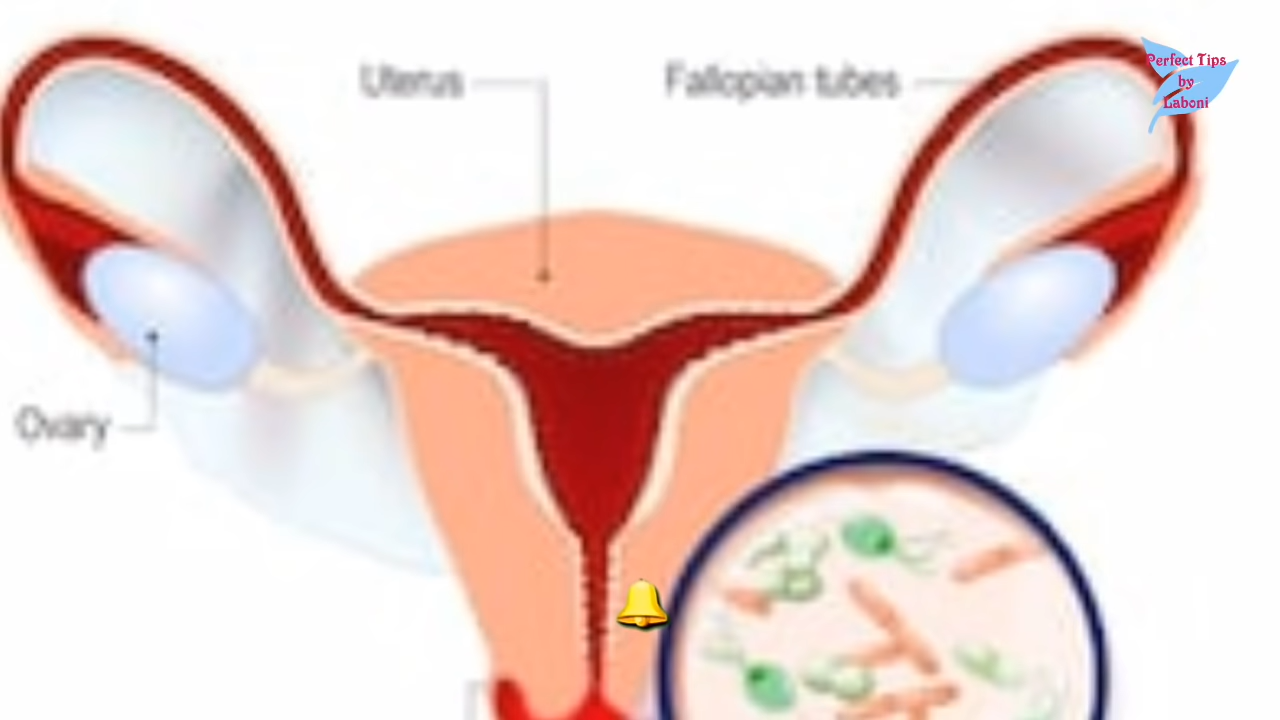 Uterus
Fallopian tubes
Perfect Tips
by
Laboni
Ovary